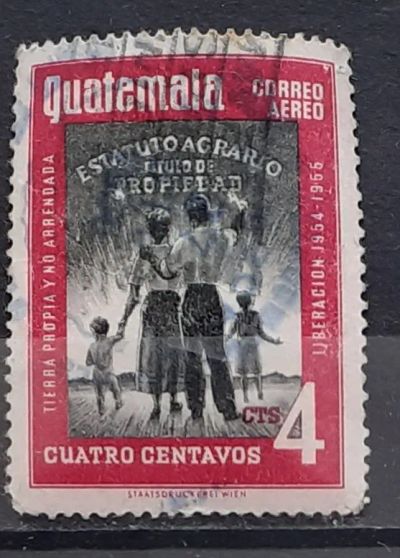 Guatemala
CORREO
AEREO
ESTATUTO AGRARIO
TITULO DE
PROPIEDAD
TIERRA PROPIA Y NO ARRENDADA
LIBERACION 1954-1955
CTS 4
CUATRO CENTAVOS
STAATSDRUCKEREI WIEN